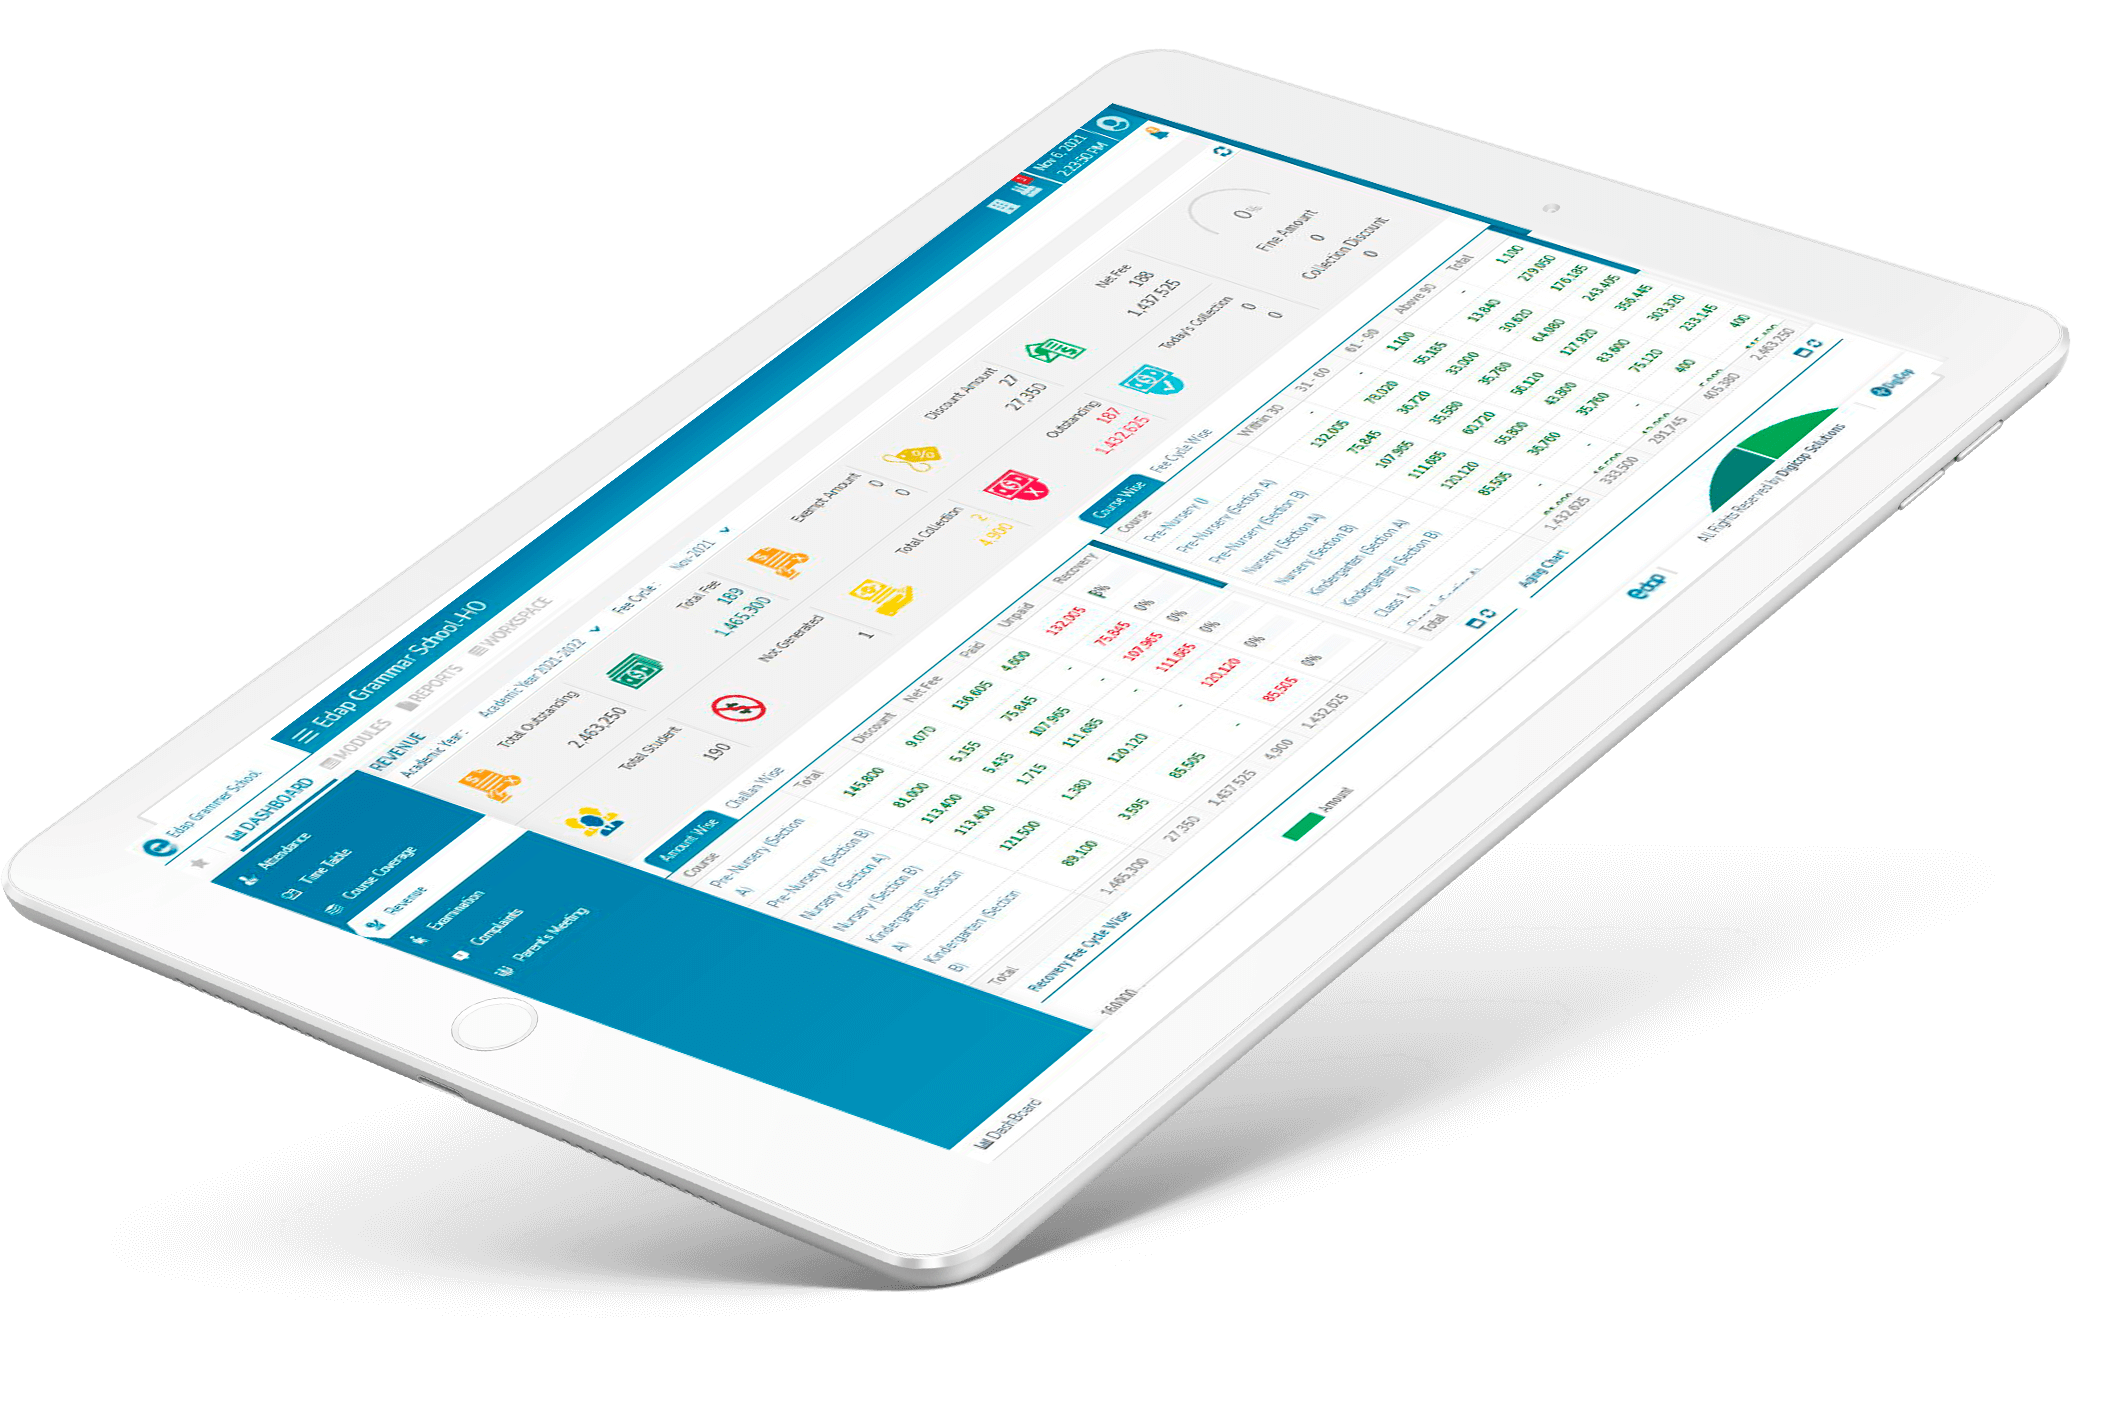 Edap Grammer School
Edap Grammar School-HO
Nov 6, 2021
2:23:50 PM
DASHBOARD
MODULES
REPORTS
WORKSPACE
Attendance
Time Table
Course Coverage
Revenue
Examination
Complaints
Parent's Meeting
REVENUE
Academic Year :
Academic Year 2021-2022
Fee Cycle :
Nov-2021
Total Outstanding
2,463,250
Total Fee
189
1,465,300
Exempt Amount
0
0
Discount Amount
27
27,350
Net Fee
188
1,437,525
0%
Total Student
190
Not Generated
1
Total Collection
2
4,900
Outstanding
187
1,432,625
Today's Collection
0
0
Fine Amount
0
Collection Discount
0
Amount Wise
Challan Wise
Course Total Discount Net Fee Paid Unpaid Recovery
Pre-Nursery (Section A) 145,800 9,070 136,605 4,600 132,005
Pre-Nursery (Section B) 81,000 5,155 75,845 - 75,845 0%
Nursery (Section A) 113,400 5,435 107,965 - 107,965 0%
Nursery (Section B) 113,400 1,715 111,685 - 111,685 0%
Kindergarten (Section A) 121,500 1,380 120,120 - 120,120 0%
Kindergarten (Section B) 89,100 3,595 85,505 - 85,505 0%
Total 1,465,300 27,350 1,437,525 4,900 1,432,625
Course Wise
Fee Cycle Wise
Course Within 30 31 - 60 61 - 90 Above 90 Total
Pre-Nursery () - 1,100 - 1,100
Pre-Nursery (Section A) 132,005 78,020 55,185 13,840 279,050
Pre-Nursery (Section B) 75,845 36,720 33,000 30,620 176,185
Nursery (Section A) 107,965 35,580 35,760 64,080 243,405
Nursery (Section B) 111,685 60,720 56,120 127,920 356,445
Kindergarten (Section A) 120,120 55,800 43,800 83,600 303,320
Kindergarten (Section B) 85,505 36,760 35,760 75,120 233,145
Class 1 () - - 400 400
Total 1,432,625 333,500 291,745 405,380 2,463,250
Recovery Fee Cycle Wise
160,000
Amount
Aging Chart
DashBoard
edap
All Rights Reserved by Digicop Solutions
DigiCop